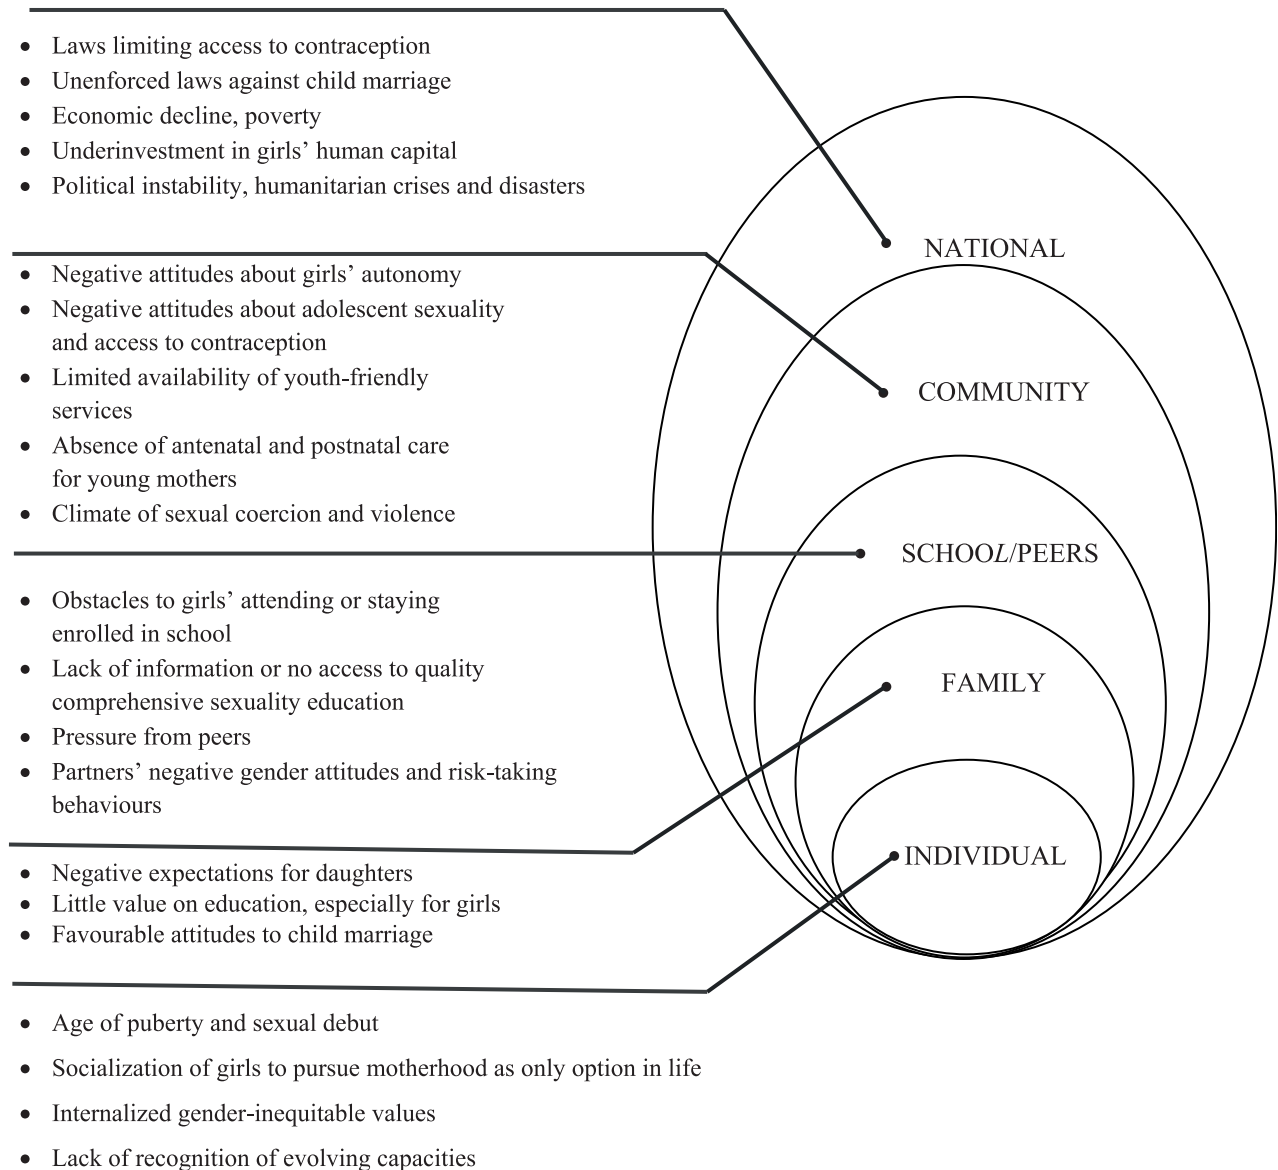 • Laws limiting access to contraception
• Unenforced laws against child marriage
• Economic decline, poverty
• Underinvestment in girls’ human capital
• Political instability, humanitarian crises and disasters
NATIONAL
• Negative attitudes about girls’ autonomy
• Negative attitudes about adolescent sexuality
and access to contraception
• Limited availability of youth-friendly
services
• Absence of antenatal and postnatal care
for young mothers
• Climate of sexual coercion and violence
COMMUNITY
• Obstacles to girls’ attending or staying
enrolled in school
• Lack of information or no access to quality
comprehensive sexuality education
• Pressure from peers
• Partners’ negative gender attitudes and risk-taking
behaviours
SCHOOL/PEERS
• Negative expectations for daughters
• Little value on education, especially for girls
• Favourable attitudes to child marriage
FAMILY
• Age of puberty and sexual debut
• Socialization of girls to pursue motherhood as only option in life
• Internalized gender-inequitable values
• Lack of recognition of evolving capacities
INDIVIDUAL